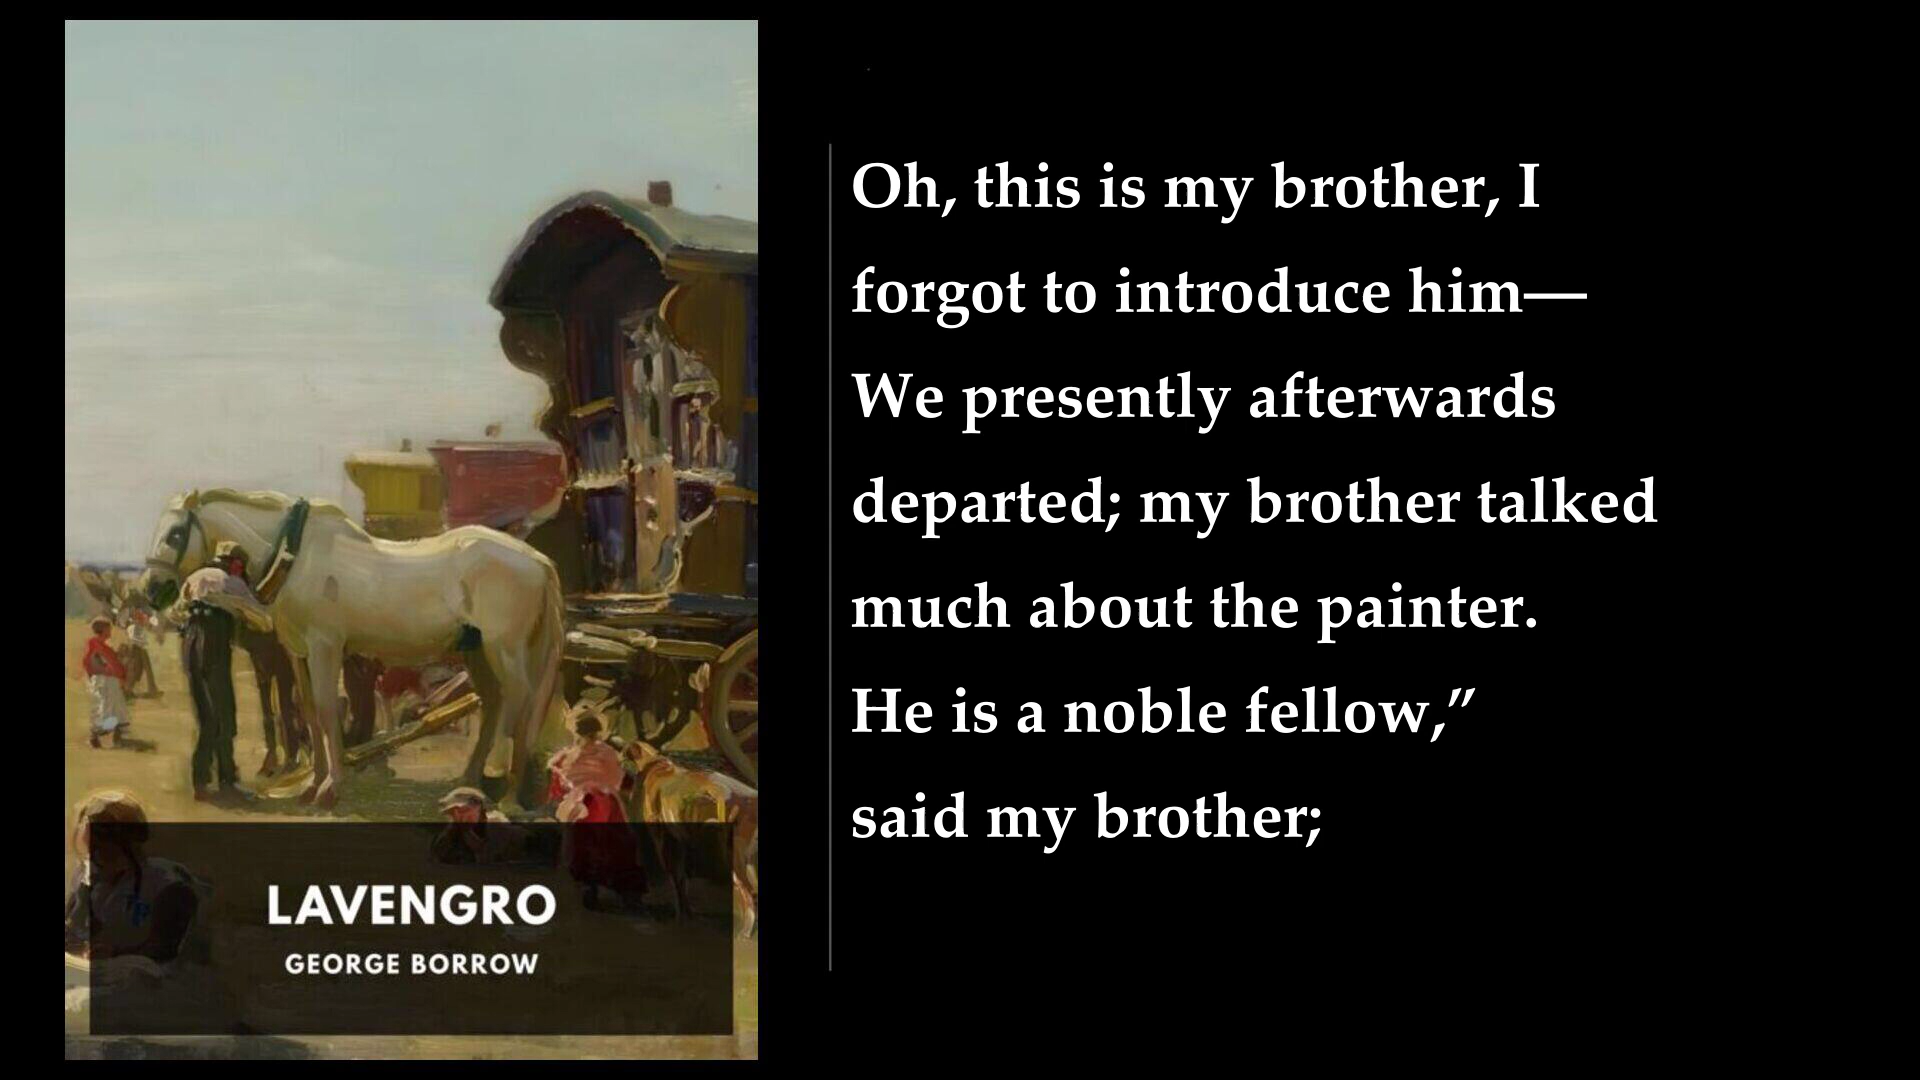 Oh, this is my brother, I
forgot to introduce him—
We presently afterwards
departed; my brother talked
much about the painter.
He is a noble fellow,”
said my brother;
LAVENGRO
GEORGE BORROW